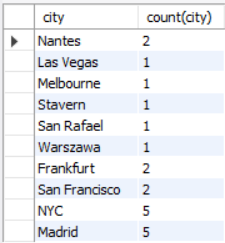 city count(city)
Nantes 2
Las Vegas 1
Melbourne 1
Stavern 1
San Rafael 1
Warszawa 1
Frankfurt 2
San Francisco 2
NYC 5
Madrid 5